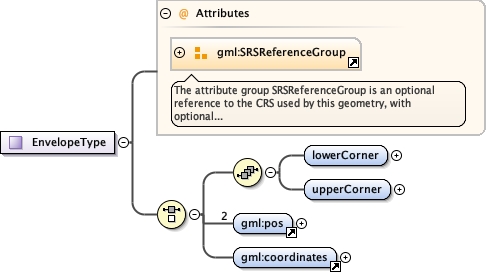 @ Attributes
gml:SRSReferenceGroup
The attribute group SRSReferenceGroup is an optional
reference to the CRS used by this geometry, with
optional...
EnvelopeType
lowerCorner
upperCorner
2
gml:pos
gml:coordinates